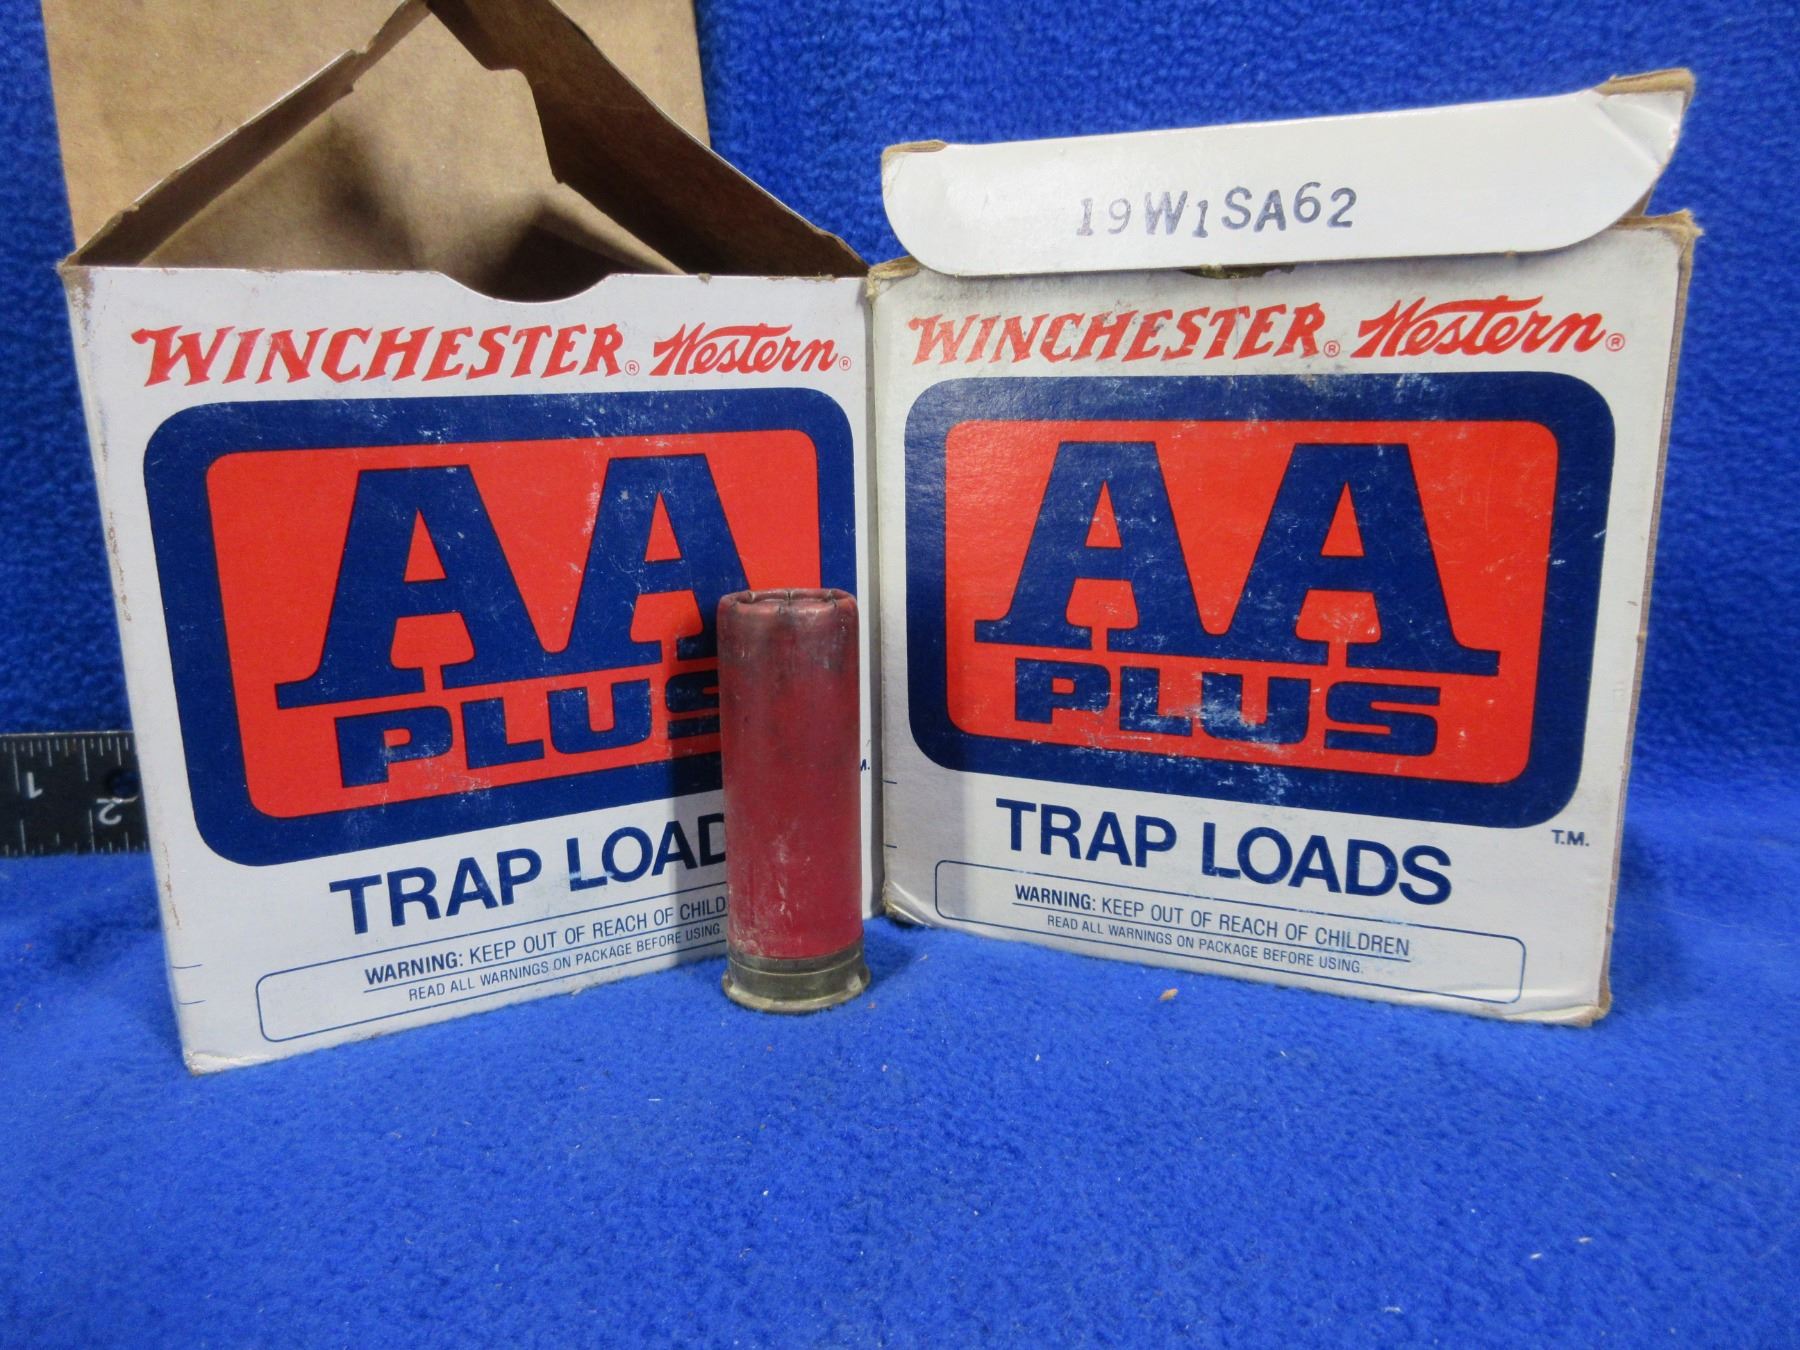 WINCHESTER® Western®
AA
PLUS
TRAP LOAD
WARNING: KEEP OUT OF REACH OF CHILD
READ ALL WARNINGS ON PACKAGE BEFORE USING.
M.
19W1SA62
WINCHESTER® Western®
AA
PLUS
T.M.
TRAP LOADS
WARNING: KEEP OUT OF REACH OF CHILDREN
READ ALL WARNINGS ON PACKAGE BEFORE USING.
1 2